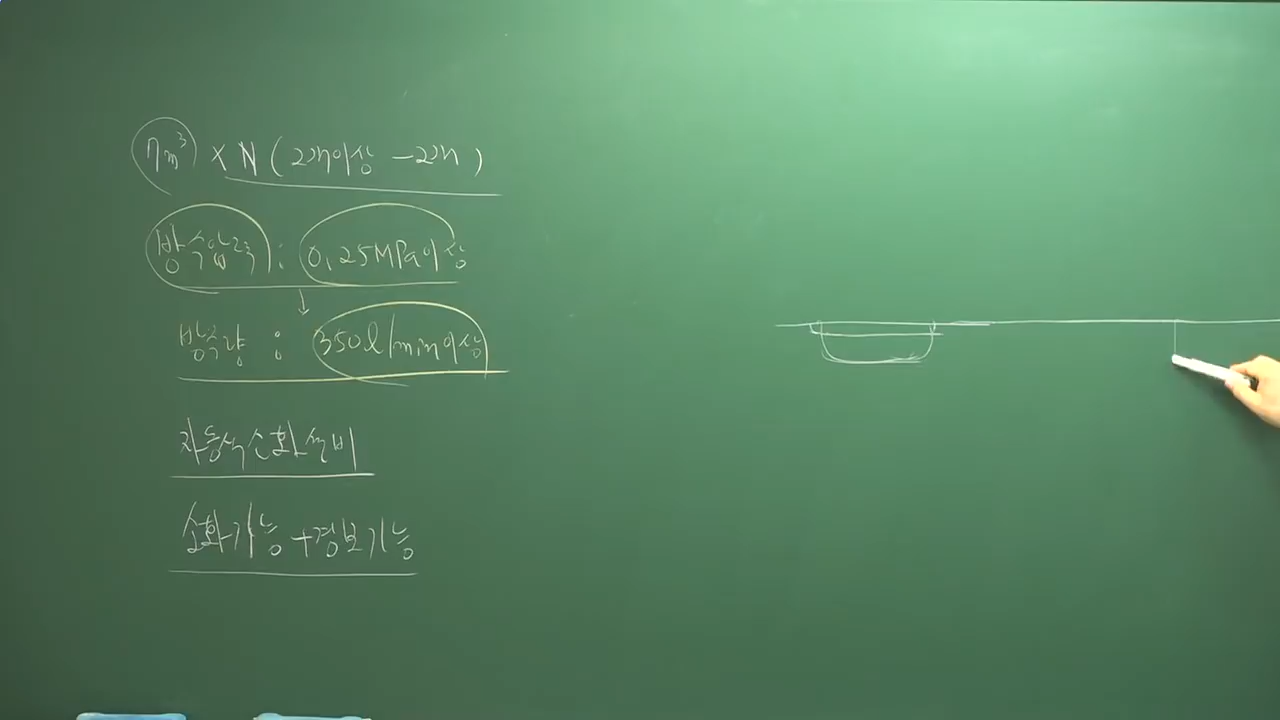 7m³ × N (2개이상 - 2개)
방수압력 : 0.25MPa이상
방수량 : 350l/min이상
자동식소화설비
소화기능 + 경보기능